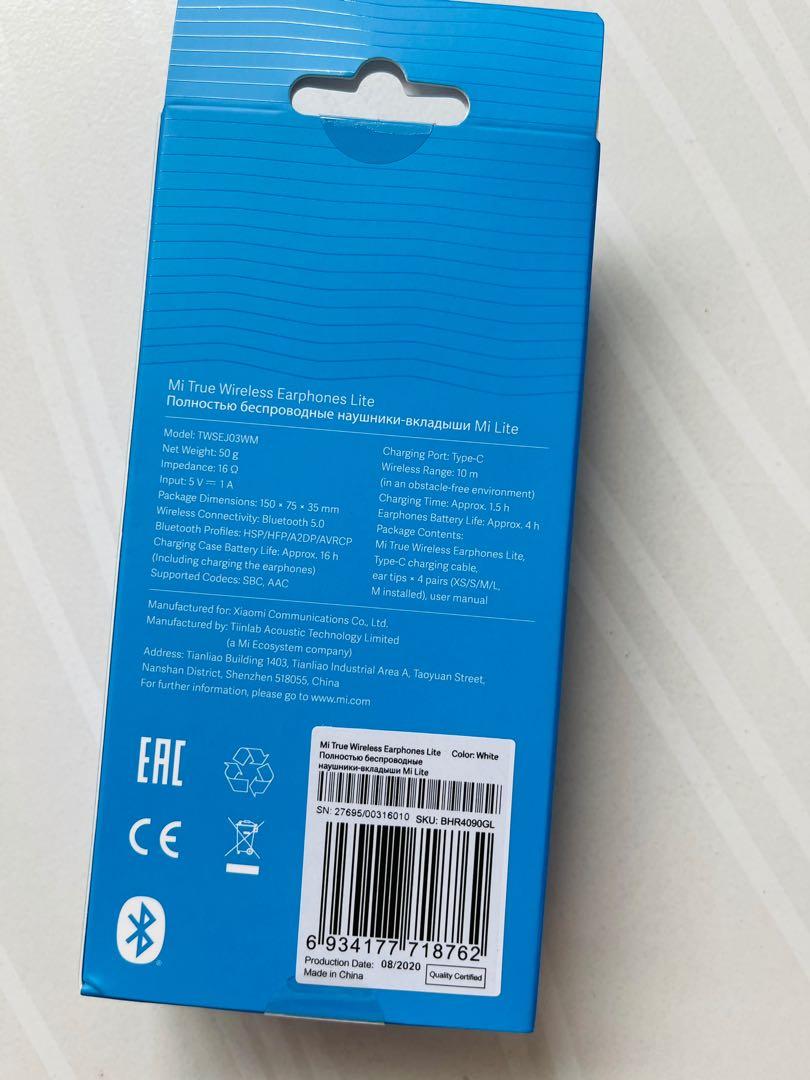 Mi True Wireless Earphones Lite
Полностью беспроводные наушники-вкладыши Mi Lite
Model: TWSEJ03WM
Net Weight: 50 g
Impedance: 16 Ω
Input: 5 V ⎓ 1 A
Package Dimensions: 150 × 75 × 35 mm
Wireless Connectivity: Bluetooth 5.0
Bluetooth Profiles: HSP/HFP/A2DP/AVRCP
Charging Case Battery Life: Approx. 16 h
(Including charging the earphones)
Supported Codecs: SBC, AAC
Charging Port: Type-C
Wireless Range: 10 m
(in an obstacle-free environment)
Charging Time: Approx. 1.5 h
Earphones Battery Life: Approx. 4 h
Package Contents:
Mi True Wireless Earphones Lite,
Type-C charging cable,
ear tips × 4 pairs (XS/S/M/L,
M installed), user manual
Manufactured for: Xiaomi Communications Co., Ltd.
Manufactured by: Tiinlab Acoustic Technology Limited
(a Mi Ecosystem company)
Address: Tianliao Building 1403, Tianliao Industrial Area A, Taoyuan Street,
Nanshan District, Shenzhen 518055, China
For further information, please go to www.mi.com
EAC
CE
Mi True Wireless Earphones Lite Color: White
Полностью беспроводные
наушники-вкладыши Mi Lite
SN: 27695/00316010 SKU: BHR4090GL
6 934177 718762
Production Date: 08/2020
Made in China
Quality Certified